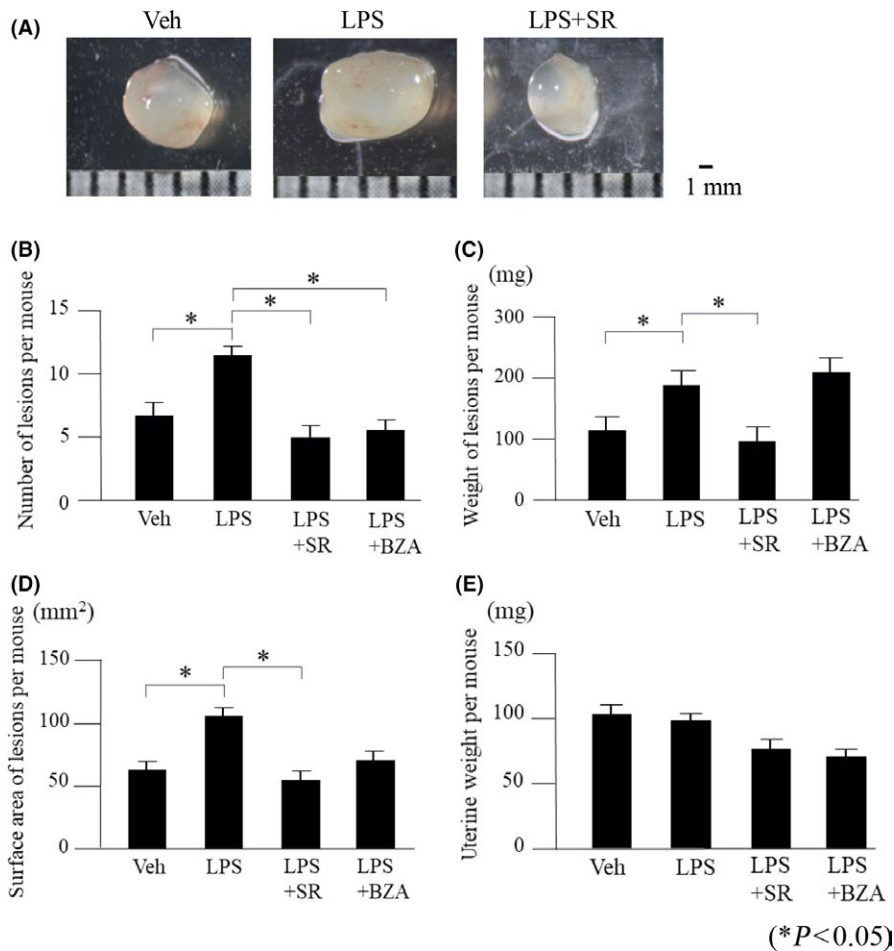 (A)
Veh LPS LPS+SR
1 mm
(B)
Number of lesions per mouse
15
10
5
0
* * *
Veh LPS LPS LPS
+SR +BZA
(C)
(mg)
Weight of lesions per mouse
300
200
100
0
* *
Veh LPS LPS LPS
+SR +BZA
(D)
(mm²)
Surface area of lesions per mouse
150
100
50
0
* *
Veh LPS LPS LPS
+SR +BZA
(E)
(mg)
Uterine weight per mouse
150
100
50
0
Veh LPS LPS LPS
+SR +BZA
(*P<0.05)